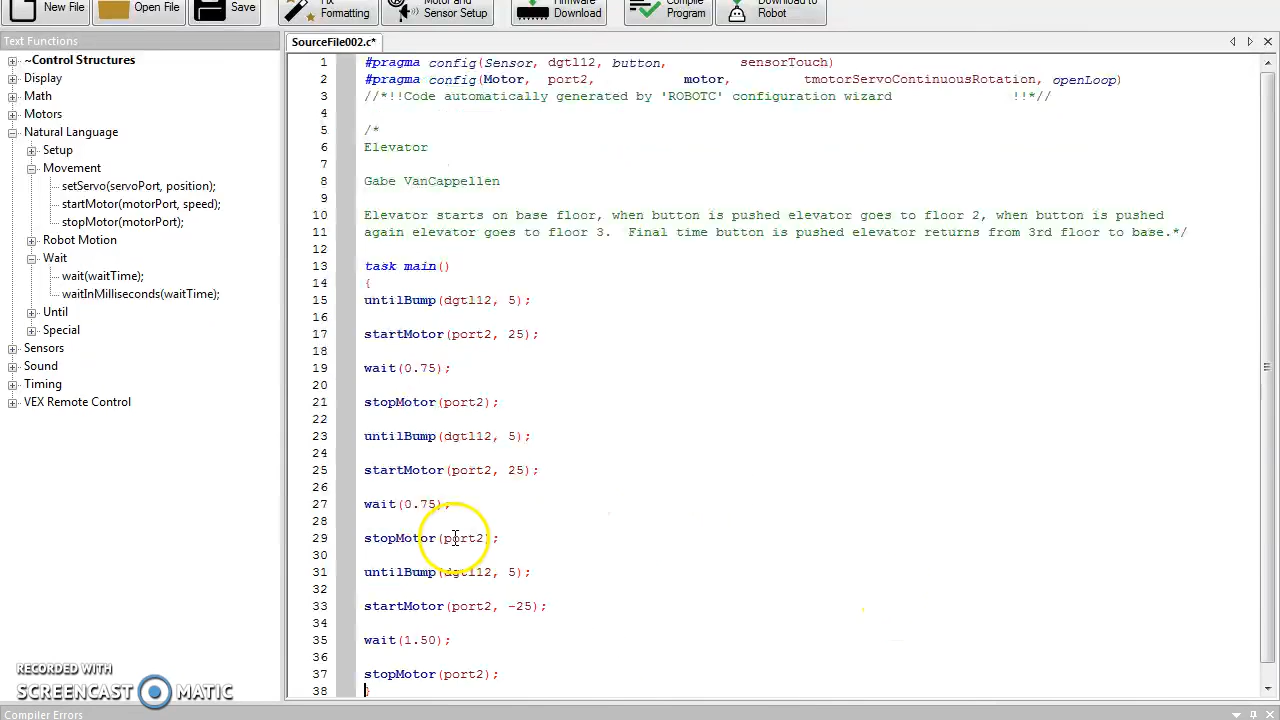 New File
Open File
Save
Fix
Formatting
Motor and
Sensor Setup
Firmware
Download
Compile
Program
Download to
Robot
Text Functions
SourceFile002.c*
~Control Structures
Display
Math
Motors
Natural Language
Setup
Movement
setServo(servoPort, position);
startMotor(motorPort, speed);
stopMotor(motorPort);
Robot Motion
Wait
wait(waitTime);
waitInMilliseconds(waitTime);
Until
Special
Sensors
Sound
Timing
VEX Remote Control
1 #pragma config(Sensor, dgtl12, button, sensorTouch)
2 #pragma config(Motor, port2, motor, tmotorServoContinuousRotation, openLoop)
3 //*!!Code automatically generated by 'ROBOTC' configuration wizard !!*//
4
5 /*
6 Elevator
7
8 Gabe VanCappellen
9
10 Elevator starts on base floor, when button is pushed elevator goes to floor 2, when button is pushed
11 again elevator goes to floor 3. Final time button is pushed elevator returns from 3rd floor to base.*/
12
13 task main()
14 {
15 untilBump(dgtl12, 5);
16
17 startMotor(port2, 25);
18
19 wait(0.75);
20
21 stopMotor(port2);
22
23 untilBump(dgtl12, 5);
24
25 startMotor(port2, 25);
26
27 wait(0.75);
28
29 stopMotor(port2);
30
31 untilBump(dgtl12, 5);
32
33 startMotor(port2, -25);
34
35 wait(1.50);
36
37 stopMotor(port2);
38 }
RECORDED WITH
SCREENCAST MATIC
Compiler Errors